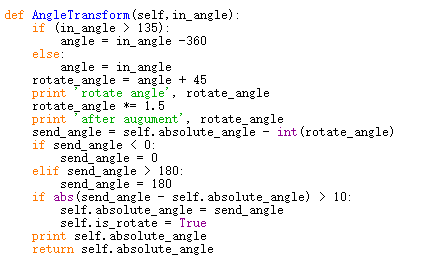 def AngleTransform(self,in_angle):
    if (in_angle > 135):
        angle = in_angle -360
    else:
        angle = in_angle
    rotate_angle = angle + 45
    print 'rotate angle', rotate_angle
    rotate_angle *= 1.5
    print 'after augument', rotate_angle
    send_angle = self.absolute_angle - int(rotate_angle)
    if send_angle < 0:
        send_angle = 0
    elif send_angle > 180:
        send_angle = 180
    if abs(send_angle - self.absolute_angle) > 10:
        self.absolute_angle = send_angle
        self.is_rotate = True
    print self.absolute_angle
    return self.absolute_angle